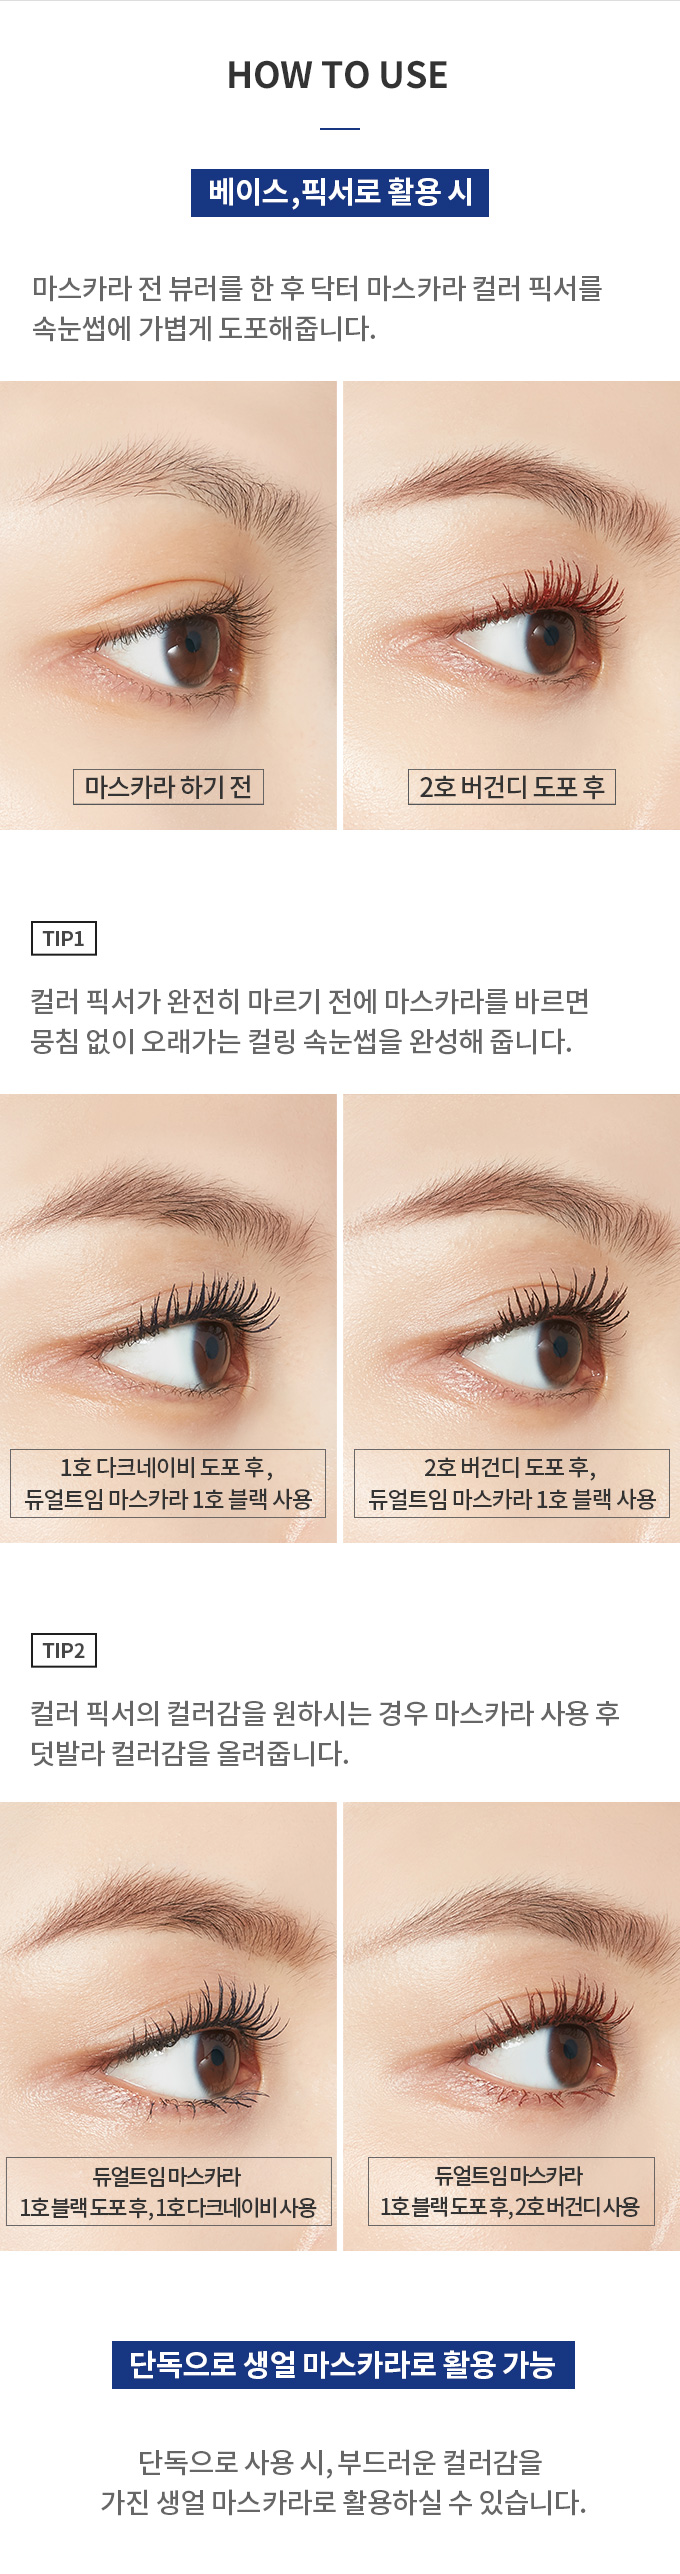 HOW TO USE
베이스,픽서로 활용 시
마스카라 전 뷰러를 한 후 닥터 마스카라 컬러 픽서를
속눈썹에 가볍게 도포해줍니다.
마스카라 하기 전
2호 버건디 도포 후
TIP1
컬러 픽서가 완전히 마르기 전에 마스카라를 바르면
뭉침 없이 오래가는 컬링 속눈썹을 완성해 줍니다.
1호 다크네이비 도포 후,
듀얼트임 마스카라 1호 블랙 사용
2호 버건디 도포 후,
듀얼트임 마스카라 1호 블랙 사용
TIP2
컬러 픽서의 컬러감을 원하시는 경우 마스카라 사용 후
덧발라 컬러감을 올려줍니다.
듀얼트임 마스카라
1호 블랙 도포 후, 1호 다크네이비 사용
듀얼트임 마스카라
1호 블랙 도포 후, 2호 버건디 사용
단독으로 생얼 마스카라로 활용 가능
단독으로 사용 시, 부드러운 컬러감을
가진 생얼 마스카라로 활용하실 수 있습니다.